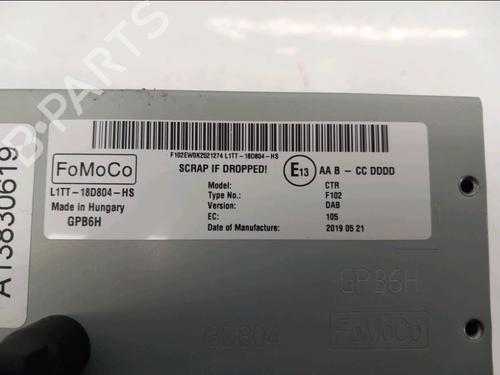 B-PARTS
A13830619
F102EW0K2521274 L1TT-18D804-HS
FoMoCo
SCRAP IF DROPPED!
E13
AA B - CC DDDD
L1TT-18D804-HS
Made in Hungary
GPB6H
Model: CTR
Type No.: F102
Version: DAB
EC: 105
Date of Manufacture: 2019 05 21
GPB6H
18D804
FoMoCo